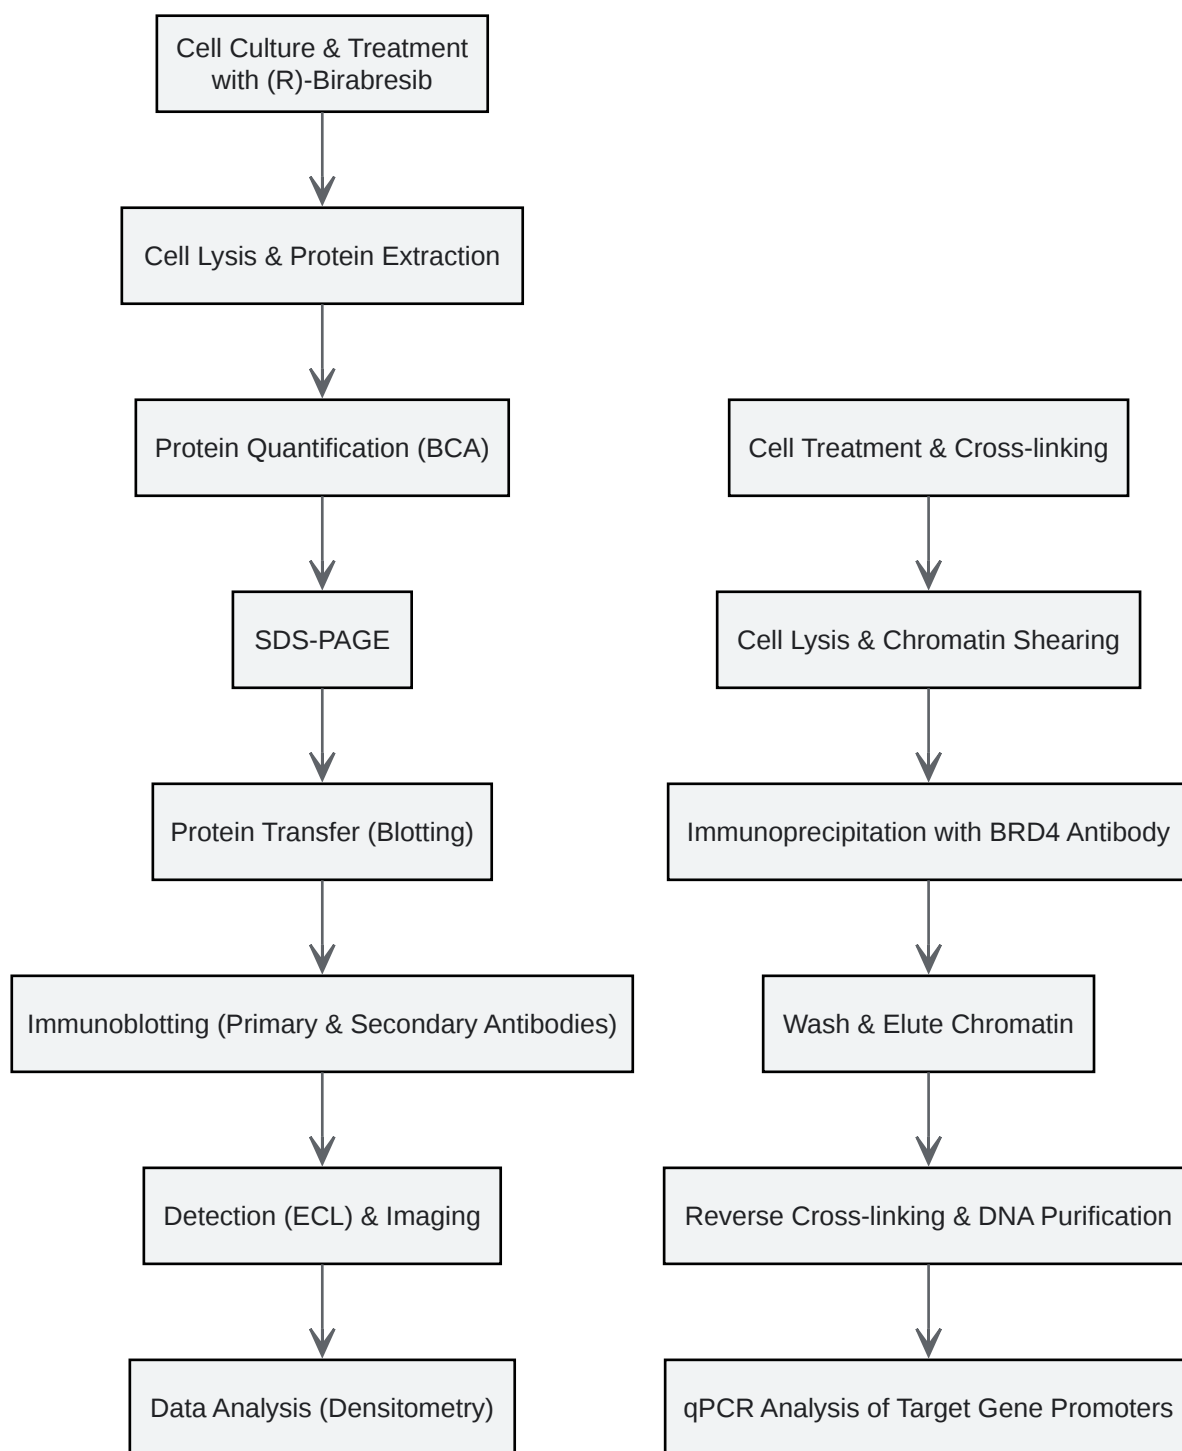 Cell Culture & Treatment
with (R)-Birabresib
Cell Lysis & Protein Extraction
Protein Quantification (BCA)
SDS-PAGE
Protein Transfer (Blotting)
Immunoblotting (Primary & Secondary Antibodies)
Detection (ECL) & Imaging
Data Analysis (Densitometry)
Cell Treatment & Cross-linking
Cell Lysis & Chromatin Shearing
Immunoprecipitation with BRD4 Antibody
Wash & Elute Chromatin
Reverse Cross-linking & DNA Purification
qPCR Analysis of Target Gene Promoters